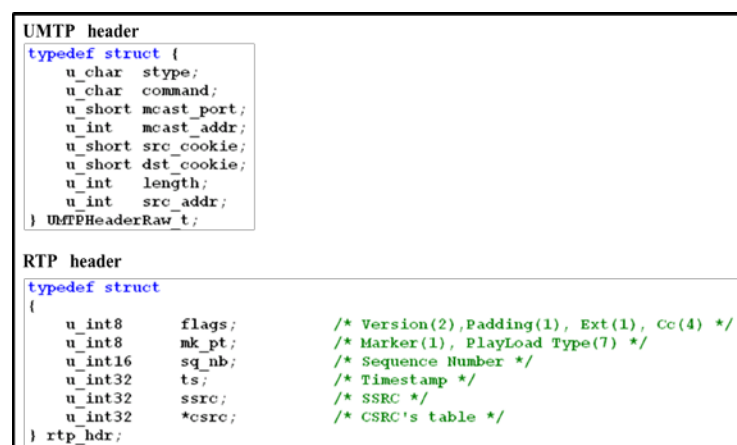 UMTP header
typedef struct {
u_char stype;
u_char command;
u_short mcast_port;
u_int mcast_addr;
u_short src_cookie;
u_short dst_cookie;
u_int length;
u_int src_addr;
} UMTPHeaderRaw_t;
RTP header
typedef struct
{
u_int8 flags; /* Version(2),Padding(1), Ext(1), Cc(4) */
u_int8 mk_pt; /* Marker(1), PlayLoad Type(7) */
u_int16 sq_nb; /* Sequence Number */
u_int32 ts; /* Timestamp */
u_int32 ssrc; /* SSRC */
u_int32 *csrc; /* CSRC's table */
} rtp_hdr;